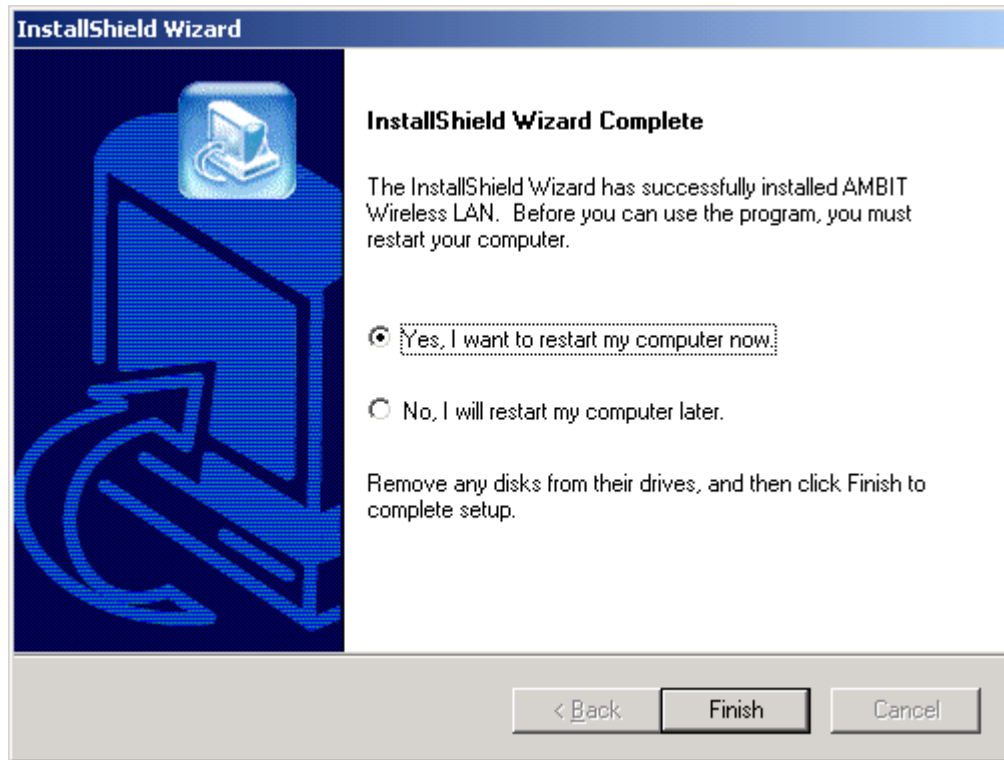 InstallShield Wizard
InstallShield Wizard Complete
The InstallShield Wizard has successfully installed AMBIT
Wireless LAN.  Before you can use the program, you must
restart your computer.
Yes, I want to restart my computer now.
No, I will restart my computer later.
Remove any disks from their drives, and then click Finish to
complete setup.
< Back   Finish   Cancel